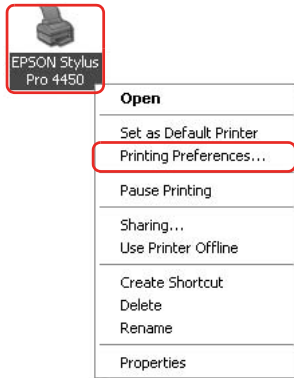 EPSON Stylus
Pro 4450
Open
Set as Default Printer
Printing Preferences...
Pause Printing
Sharing...
Use Printer Offline
Create Shortcut
Delete
Rename
Properties